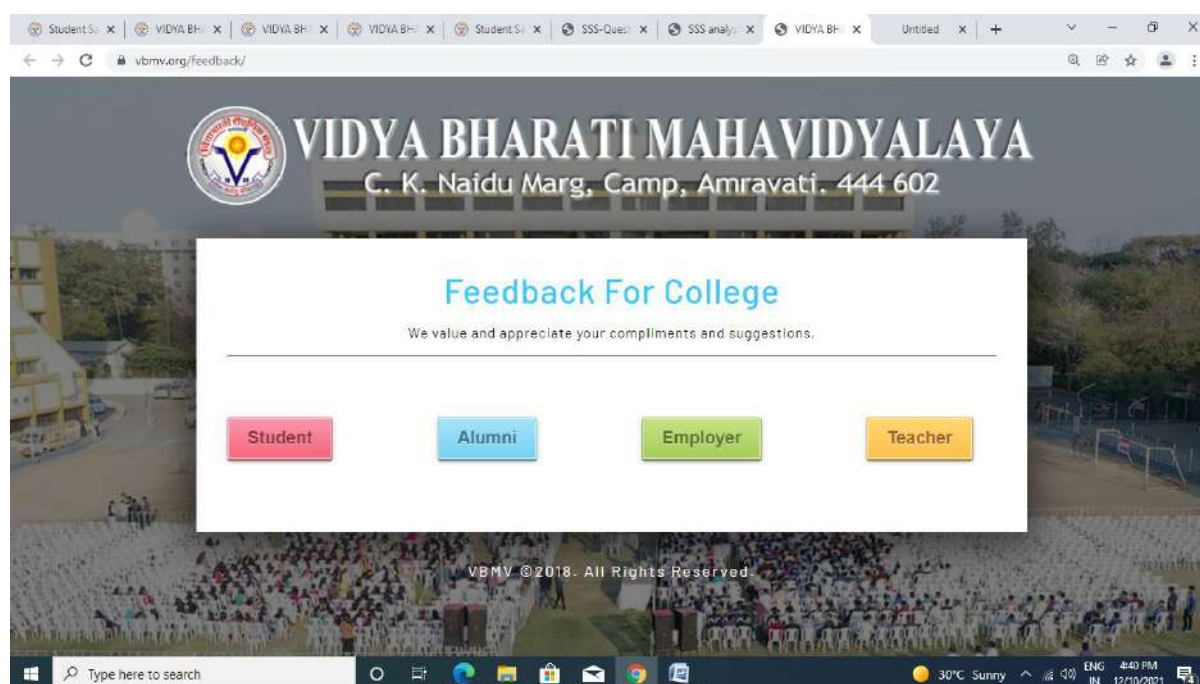 Student Sa
VIDYA BH
VIDYA BH
VIDYA BH
Student Sa
SSS-Quest
SSS analy
VIDYA BH
Untitled
vbmv.org/feedback/
VIDYA BHARATI MAHAVIDYALAYA
C. K. Naidu Marg, Camp, Amravati. 444 602
Feedback For College
We value and appreciate your compliments and suggestions.
Student
Alumni
Employer
Teacher
VBMV ©2018. All Rights Reserved.
Type here to search
30°C Sunny
ENG
IN
4:40 PM
12/10/2021